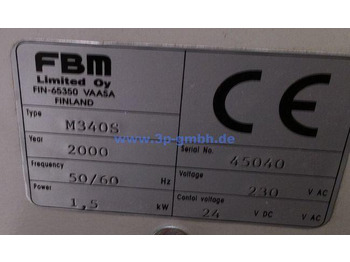 FBM
Limited Oy
FIN-65350 VAASA
FINLAND
CE
Type
M340S
www.3p-gmbh.de
Year
2000
Serial No.
45040
Frequency
50/60 Hz
Voltage
230 V AC
Power
1,5 kW
Contol voltage
24 V DC V AC